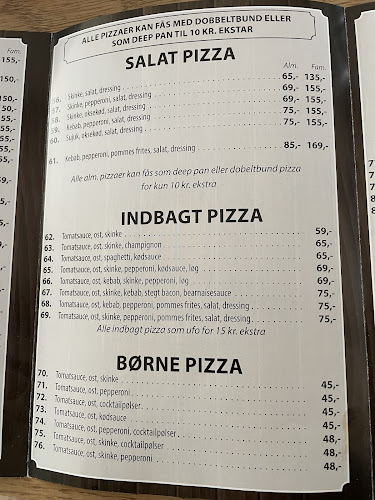 ALLE PIZZAER KAN FÅS MED DOBBELTBUND ELLER
SOM DEEP PAN TIL 10 KR. EKSTAR
SALAT PIZZA
Alm. Fam.
56. Skinke, salat, dressing 65,- 135,-
57. Skinke, pepperoni, salat, dressing 69,- 155,-
58. Skinke, oksekød, salat, dressing 69,- 155,-
59. Kebab, pepperoni, salat, dressing 75,- 155,-
60. Sujuk, oksekød, salat, dressing 75,- 155,-
61. Kebab, pepperoni, pommes frites, salat, dressing 85,- 169,-
Alle alm. pizzaer kan fås som deep pan eller dobeltbund pizza
for kun 10 kr. ekstra
INDBAGT PIZZA
62. Tomatsauce, ost, skinke 59,-
63. Tomatsauce, ost, skinke, champignon 65,-
64. Tomatsauce, ost, spaghetti, kødsauce 65,-
65. Tomatsauce, ost, skinke, pepperoni, kødsauce, løg 69,-
66. Tomatsauce, ost, kebab, skinke, pepperoni, løg 69,-
67. Tomatsauce, ost, skinke, kebab, stegt bacon, bearnaisesauce 75,-
68. Tomatsauce, ost, kebab, pepperoni, pommes frites, salat, dressing 75,-
69. Tomatsauce, ost, skinke, pepperoni, pommes frites, salat, dressing 75,-
Alle indbagt pizza som ufo for 15 kr. ekstra
BØRNE PIZZA
70. Tomatsauce, ost, skinke 45,-
71. Tomatsauce, ost, pepperoni 45,-
72. Tomatsauce, ost, cocktailpølser 45,-
73. Tomatsauce, ost, kødsauce 45,-
74. Tomatsauce, ost, pepperoni, cocktailpølser 48,-
75. Tomatsauce, ost, skinke, cocktailpølser 48,-
76. Tomatsauce, ost, skinke, pepperoni 48,-